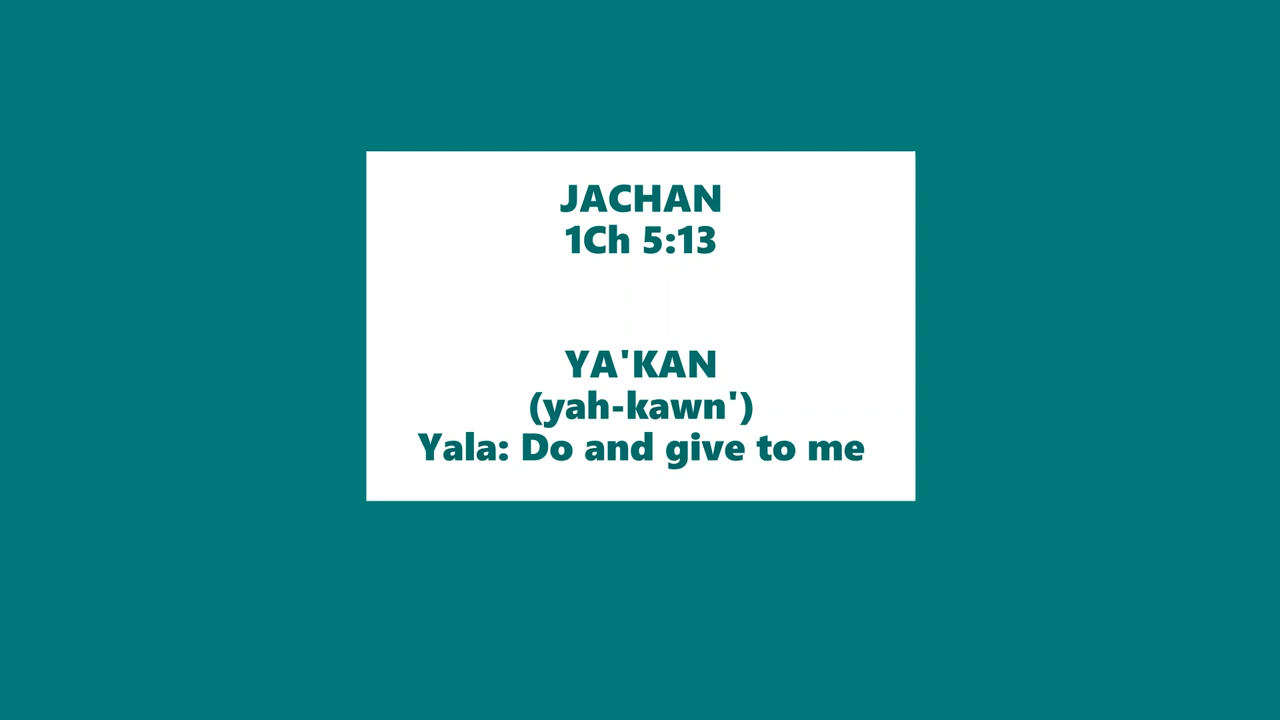 JACHAN
1Ch 5:13
YA'KAN
(yah-kawn')
Yala: Do and give to me